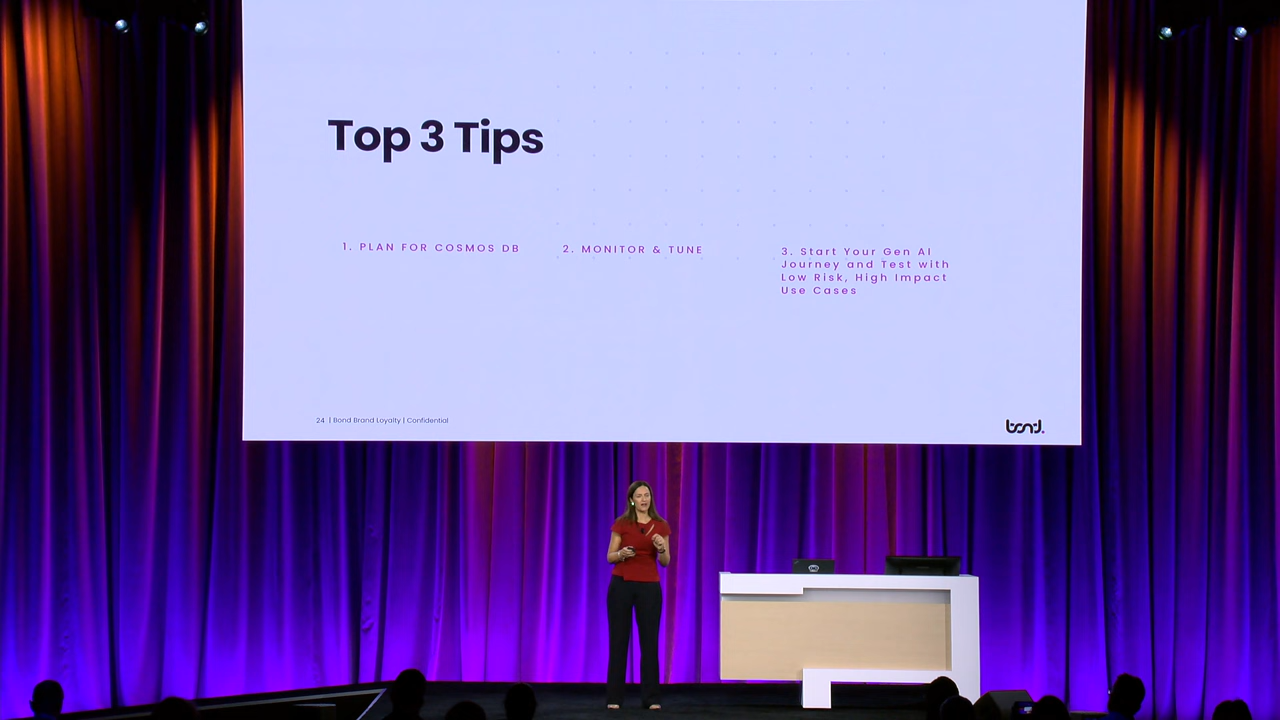 Top 3 Tips
1. PLAN FOR COSMOS DB
2. MONITOR & TUNE
3. Start Your Gen AI
Journey and Test with
Low Risk, High Impact
Use Cases
24 | Bond Brand Loyalty | Confidential
bond.